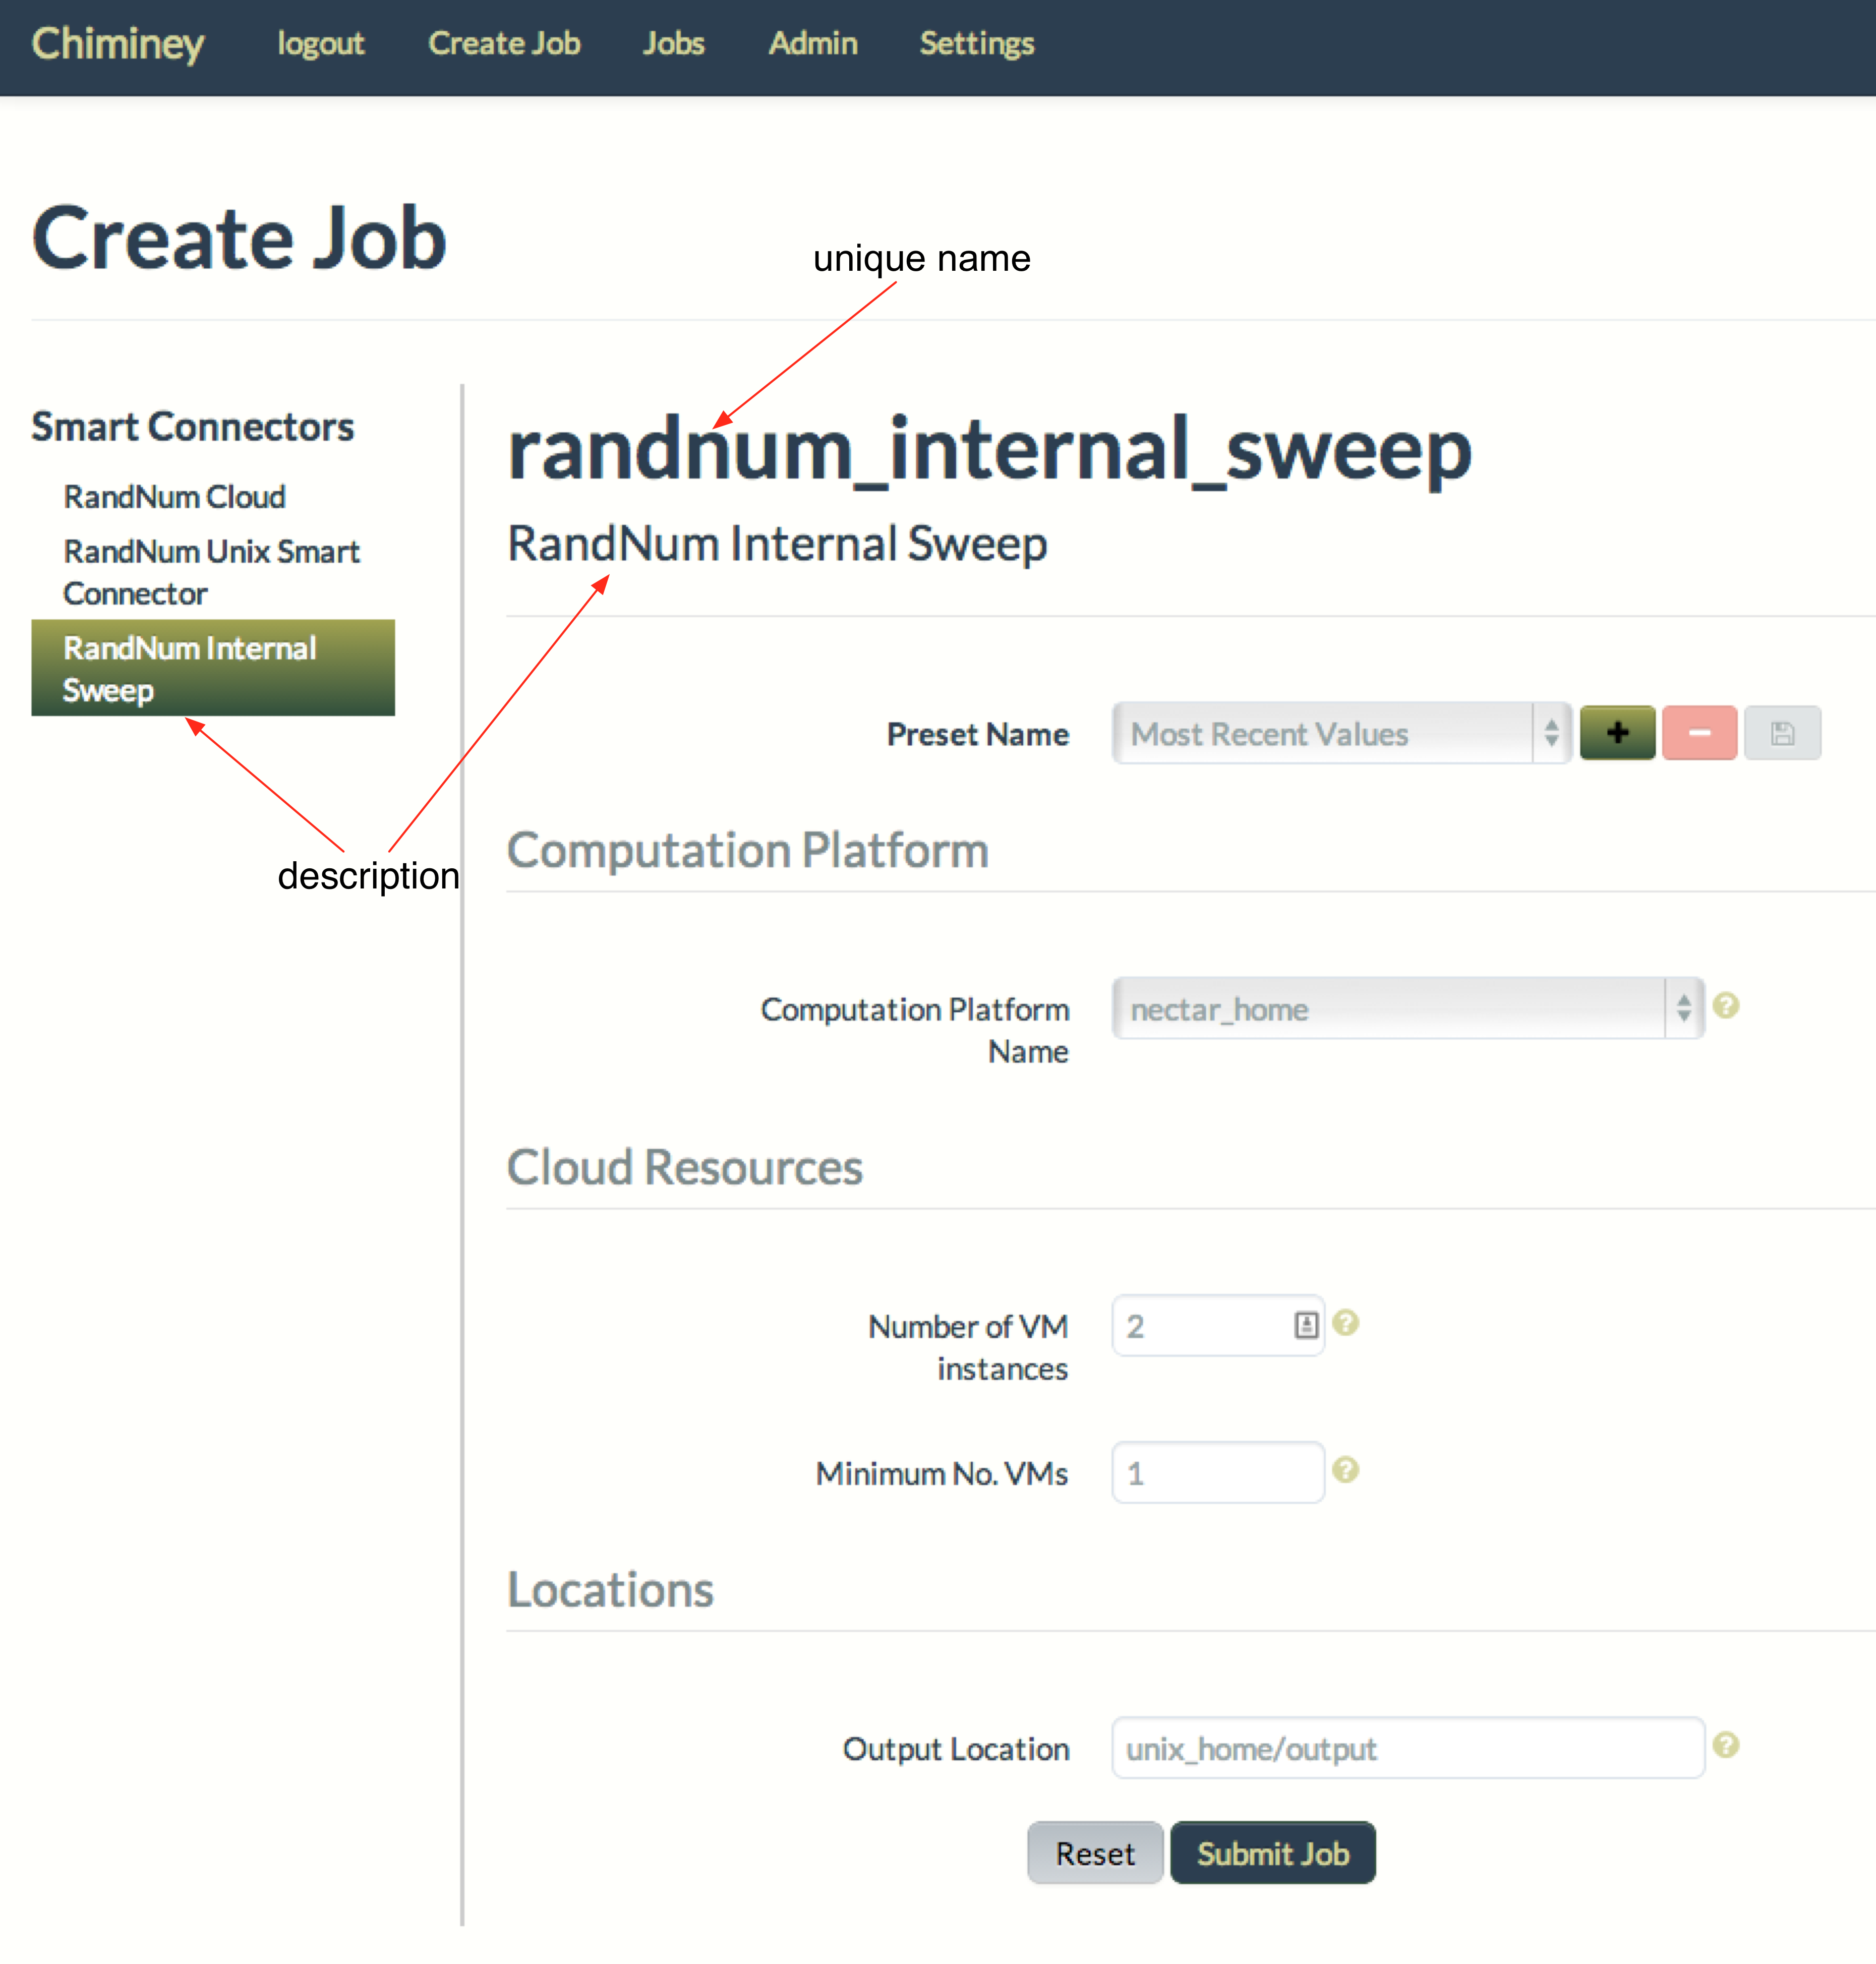 Chiminey logout Create Job Jobs Admin Settings
Create Job
unique name
Smart Connectors
RandNum Cloud
RandNum Unix Smart
Connector
RandNum Internal
Sweep
description
randnum_internal_sweep
RandNum Internal Sweep
Preset Name Most Recent Values + -
Computation Platform
Computation Platform
Name
nectar_home ?
Cloud Resources
Number of VM
instances
2 ?
Minimum No. VMs 1 ?
Locations
Output Location unix_home/output ?
Reset Submit Job